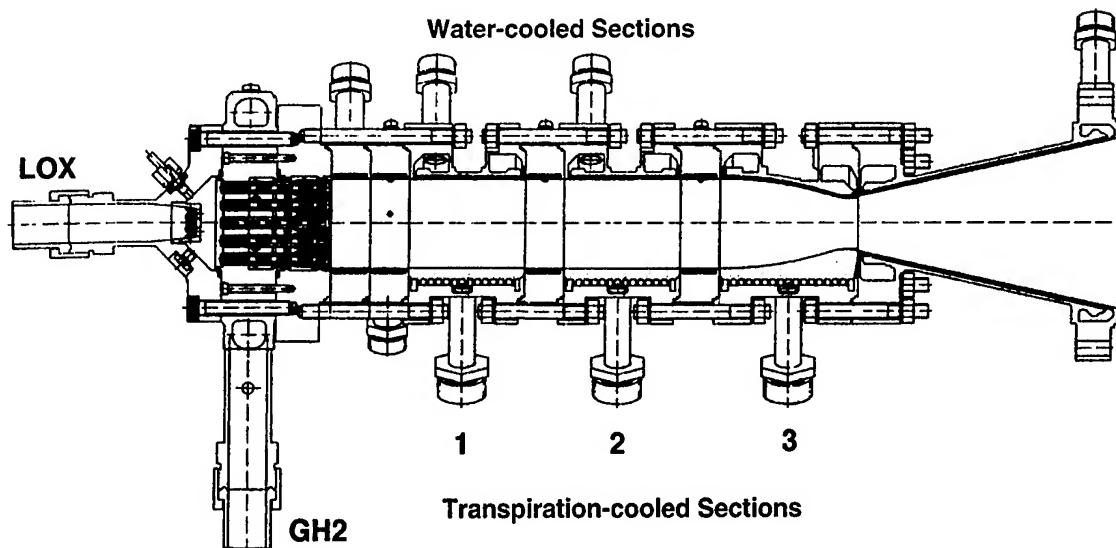 Water-cooled Sections
LOX
1 2 3
Transpiration-cooled Sections
GH2